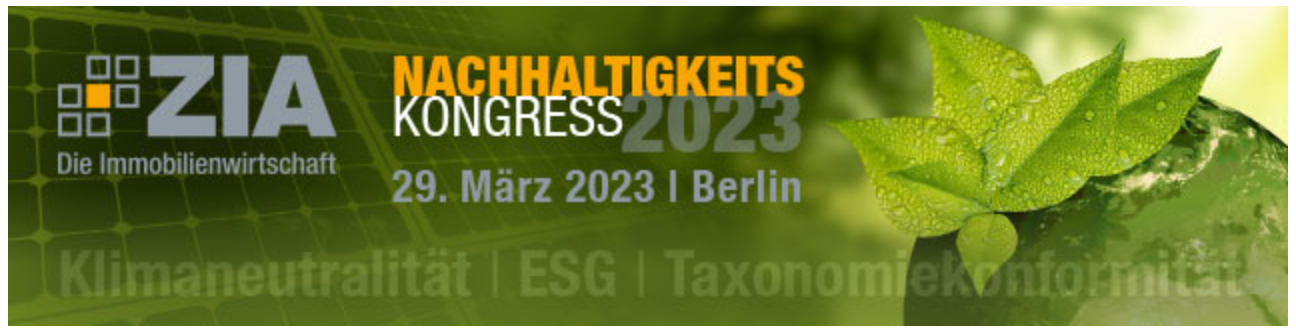 ZIA
Die Immobilienwirtschaft
NACHHALTIGKEITS
KONGRESS 2023
29. März 2023 | Berlin
Klimaneutralität | ESG | Taxonomiekonformität